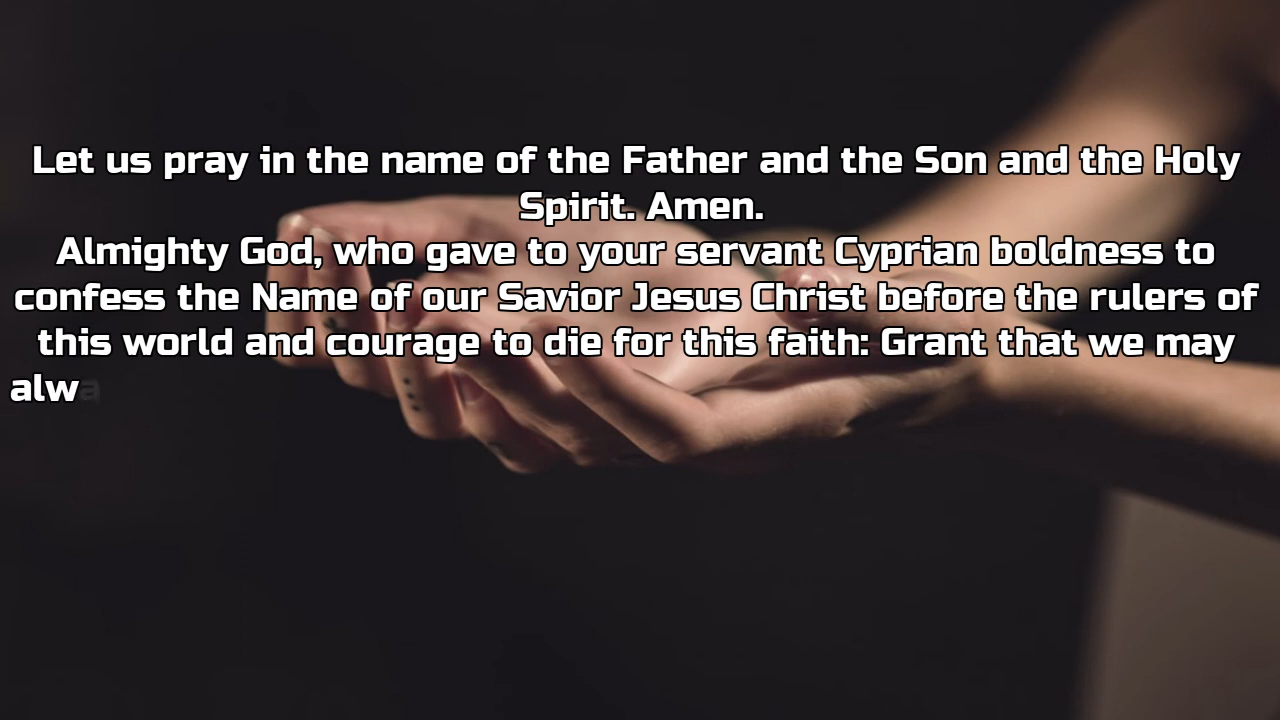 Let us pray in the name of the Father and the Son and the Holy
Spirit. Amen.
Almighty God, who gave to your servant Cyprian boldness to
confess the Name of our Savior Jesus Christ before the rulers of
this world and courage to die for this faith: Grant that we may
alwa